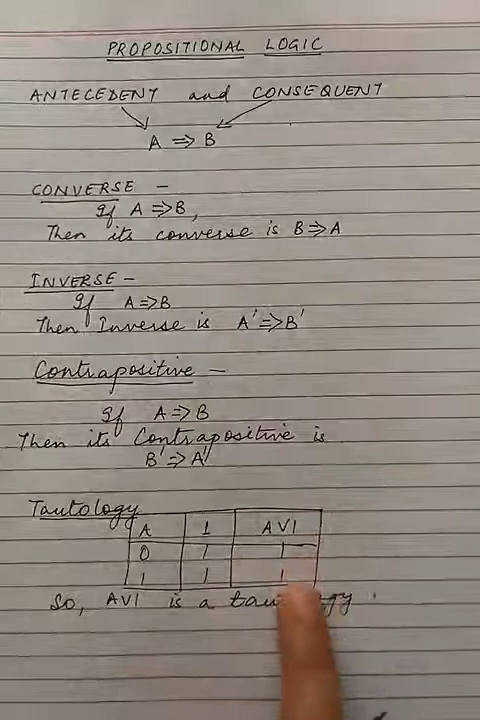 PROPOSITIONAL LOGIC
ANTECEDENT and CONSEQUENT
A ⇒ B
CONVERSE –
If A ⇒ B,
Then its converse is B ⇒ A
INVERSE –
If A ⇒ B
Then Inverse is A' ⇒ B'
Contrapositive –
If A ⇒ B
Then its Contrapositive is
B' ⇒ A'
Tautology
A 1 AV1
0 1 1
1 1 1
So, AV1 is a